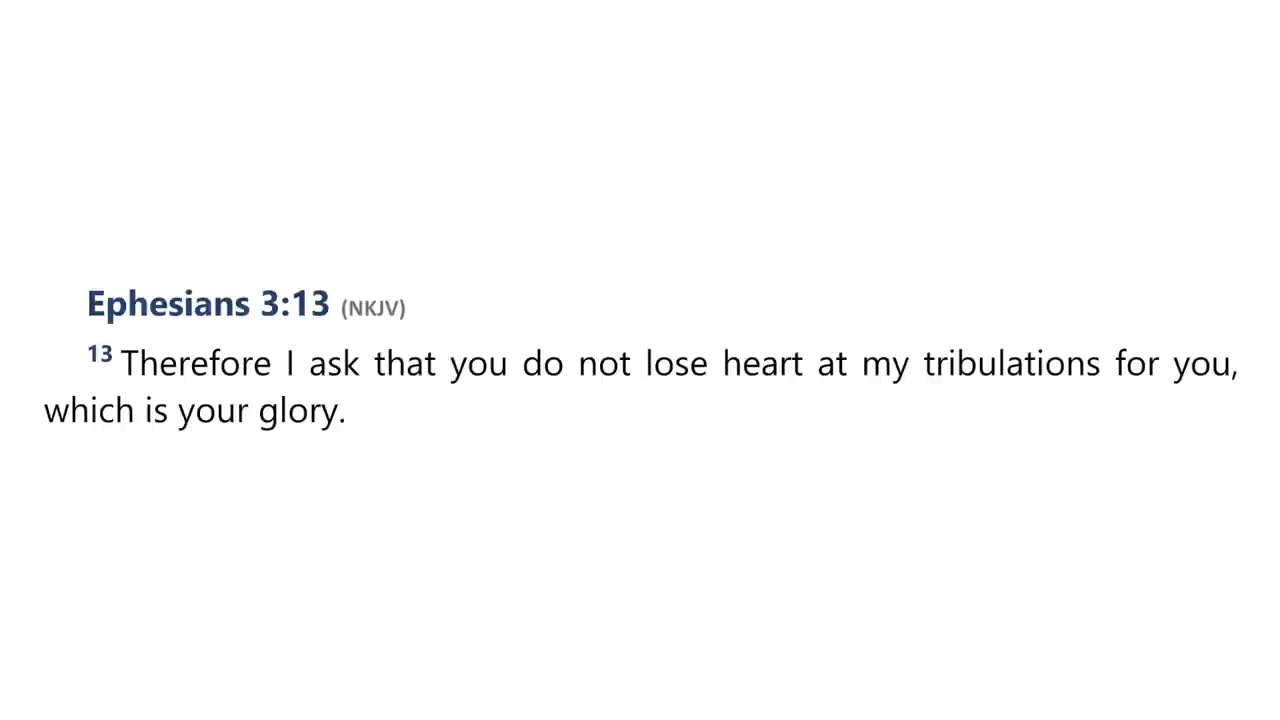 Ephesians 3:13 (NKJV)
13 Therefore I ask that you do not lose heart at my tribulations for you,
which is your glory.